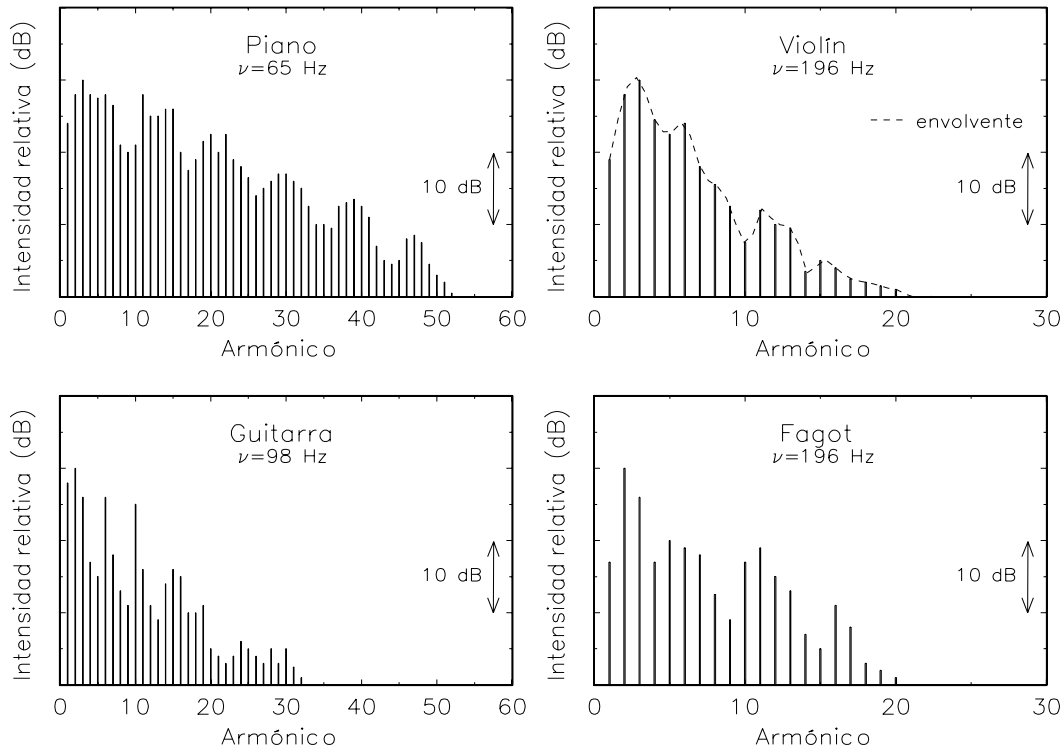 Piano
ν=65 Hz
Intensidad relativa (dB)
10 dB
0 10 20 30 40 50 60
Armónico
Violín
ν=196 Hz
envolvente
Intensidad relativa (dB)
10 dB
0 10 20 30
Armónico
Guitarra
ν=98 Hz
Intensidad relativa (dB)
10 dB
0 10 20 30 40 50 60
Armónico
Fagot
ν=196 Hz
Intensidad relativa (dB)
10 dB
0 10 20 30
Armónico